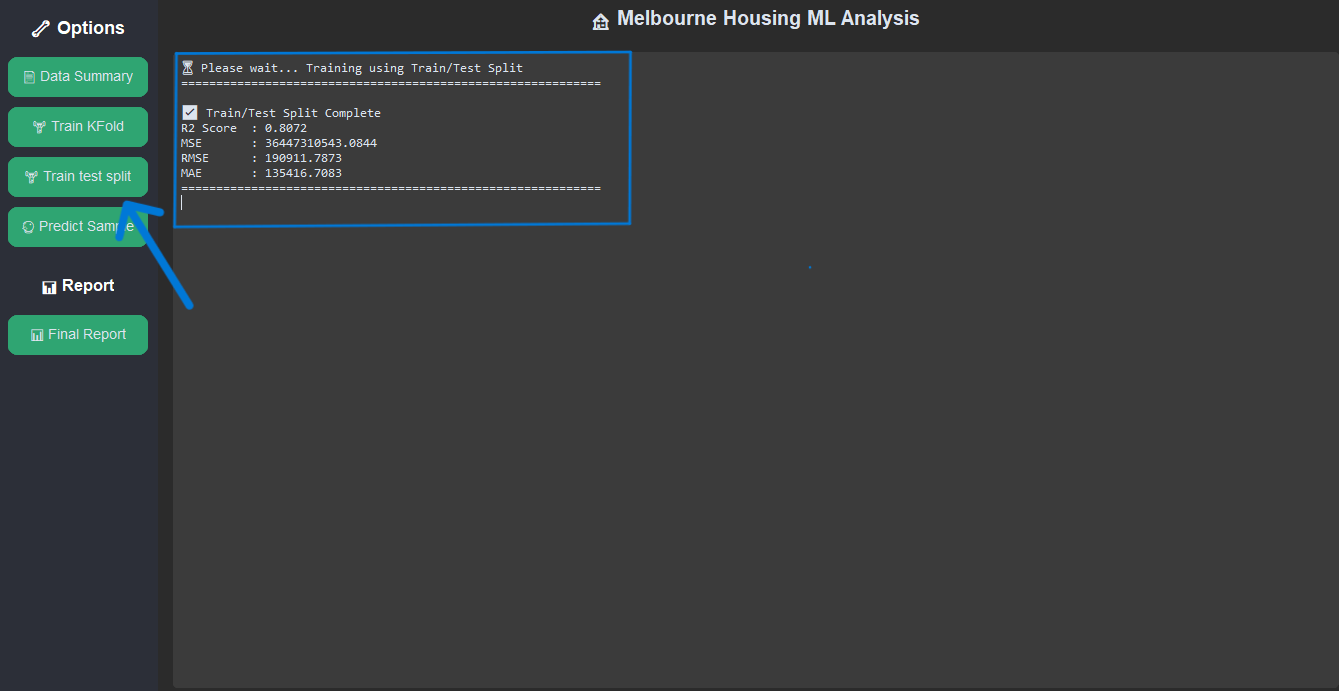 Options
Data Summary
Train KFold
Train test split
Predict Sample
Report
Final Report
Melbourne Housing ML Analysis
Please wait... Training using Train/Test Split
============================================================
Train/Test Split Complete
R2 Score  : 0.8072
MSE       : 36447310543.0844
RMSE      : 190911.7873
MAE       : 135416.7083
============================================================